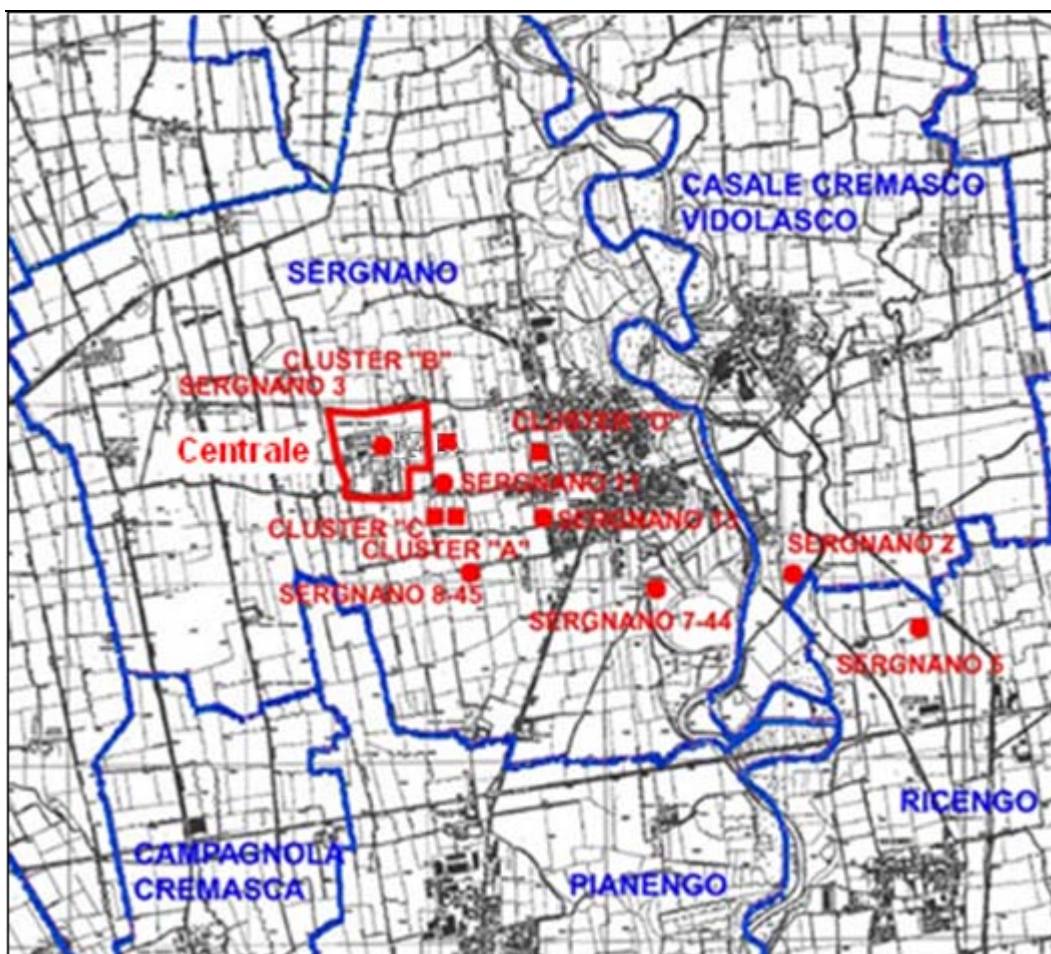 CASALE CREMASCO
VIDOLASCO
SERGNANO
CLUSTER "B"
SERGNANO 3
Centrale
CLUSTER "D"
SERGNANO 11
CLUSTER "C
SERGNANO 13
CLUSTER "A"
SERGNANO 2
SERGNANO 8-45
SERGNANO 7-44
SERGNANO 5
RICENGO
CAMPAGNOLA
CREMASCA
PIANENGO